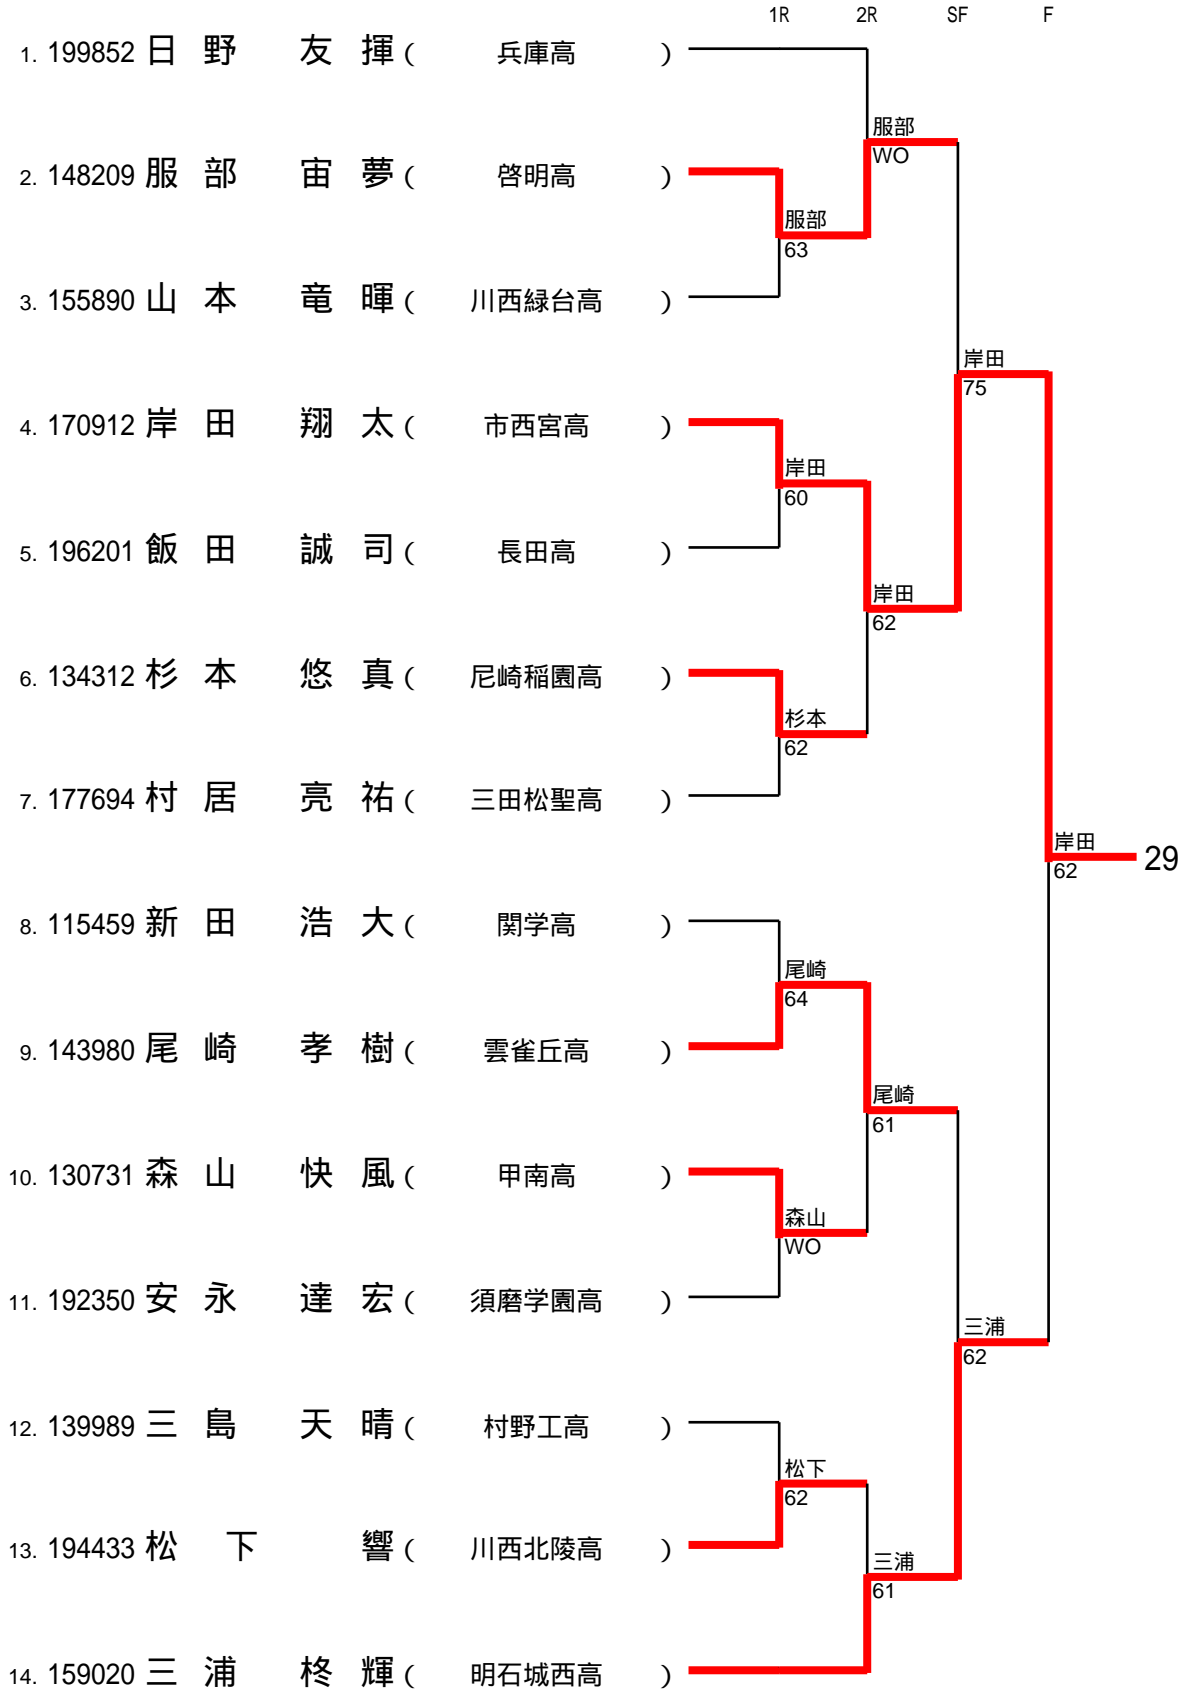 1R 2R SF F
1. 199852 日 野 友 揮 ( 兵庫高 )
服部
WO
2. 148209 服 部 宙 夢 ( 啓明高 )
服部
63
3. 155890 山 本 竜 暉 ( 川西緑台高 )
岸田
75
4. 170912 岸 田 翔 太 ( 市西宮高 )
岸田
60
5. 196201 飯 田 誠 司 ( 長田高 )
岸田
62
6. 134312 杉 本 悠 真 ( 尼崎稲園高 )
杉本
62
7. 177694 村 居 亮 祐 ( 三田松聖高 )
岸田
62
29
8. 115459 新 田 浩 大 ( 関学高 )
尾崎
64
9. 143980 尾 崎 孝 樹 ( 雲雀丘高 )
尾崎
61
10. 130731 森 山 快 風 ( 甲南高 )
森山
WO
11. 192350 安 永 達 宏 ( 須磨学園高 )
三浦
62
12. 139989 三 島 天 晴 ( 村野工高 )
松下
62
13. 194433 松 下 響 ( 川西北陵高 )
三浦
61
14. 159020 三 浦 柊 輝 ( 明石城西高 )